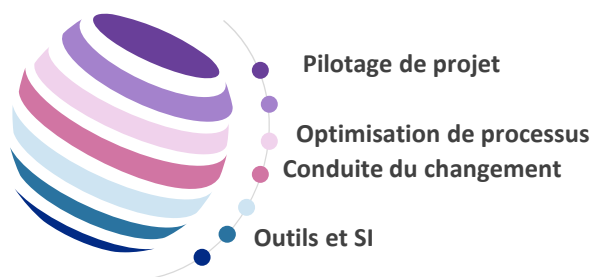 Pilotage de projet
Optimisation de processus
Conduite du changement
Outils et SI